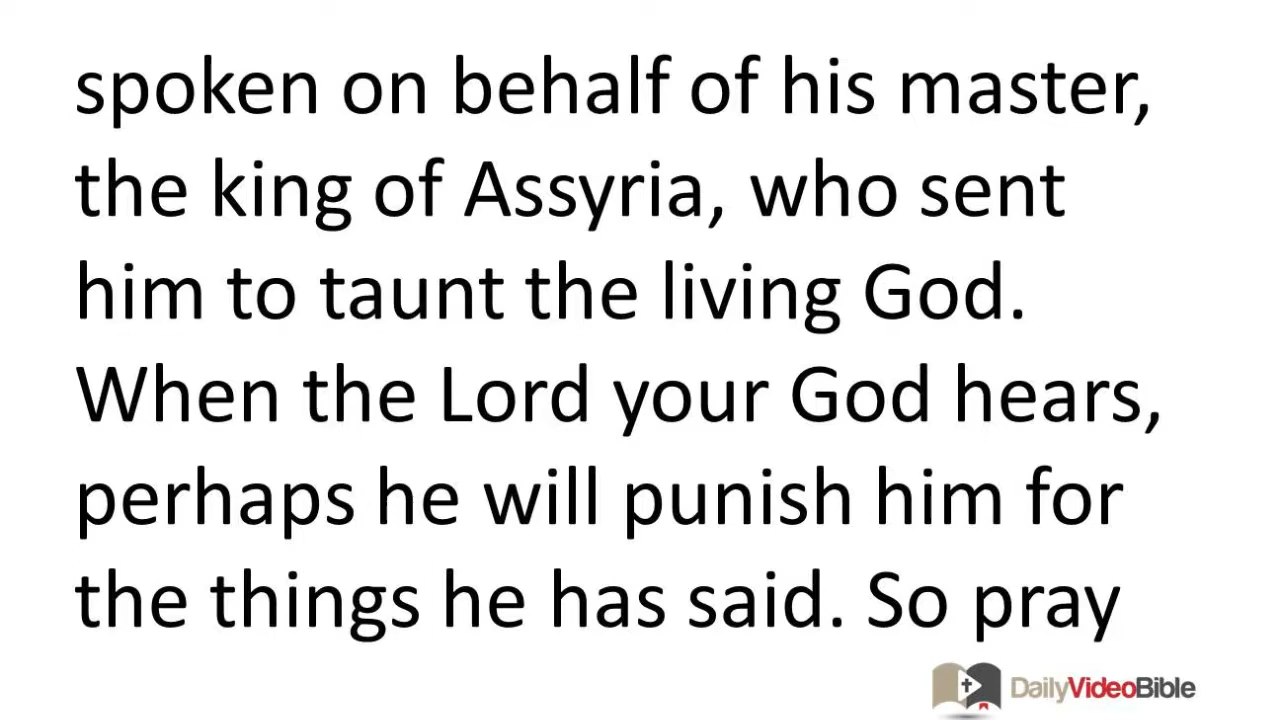 spoken on behalf of his master,
the king of Assyria, who sent
him to taunt the living God.
When the Lord your God hears,
perhaps he will punish him for
the things he has said. So pray
DailyVideoBible